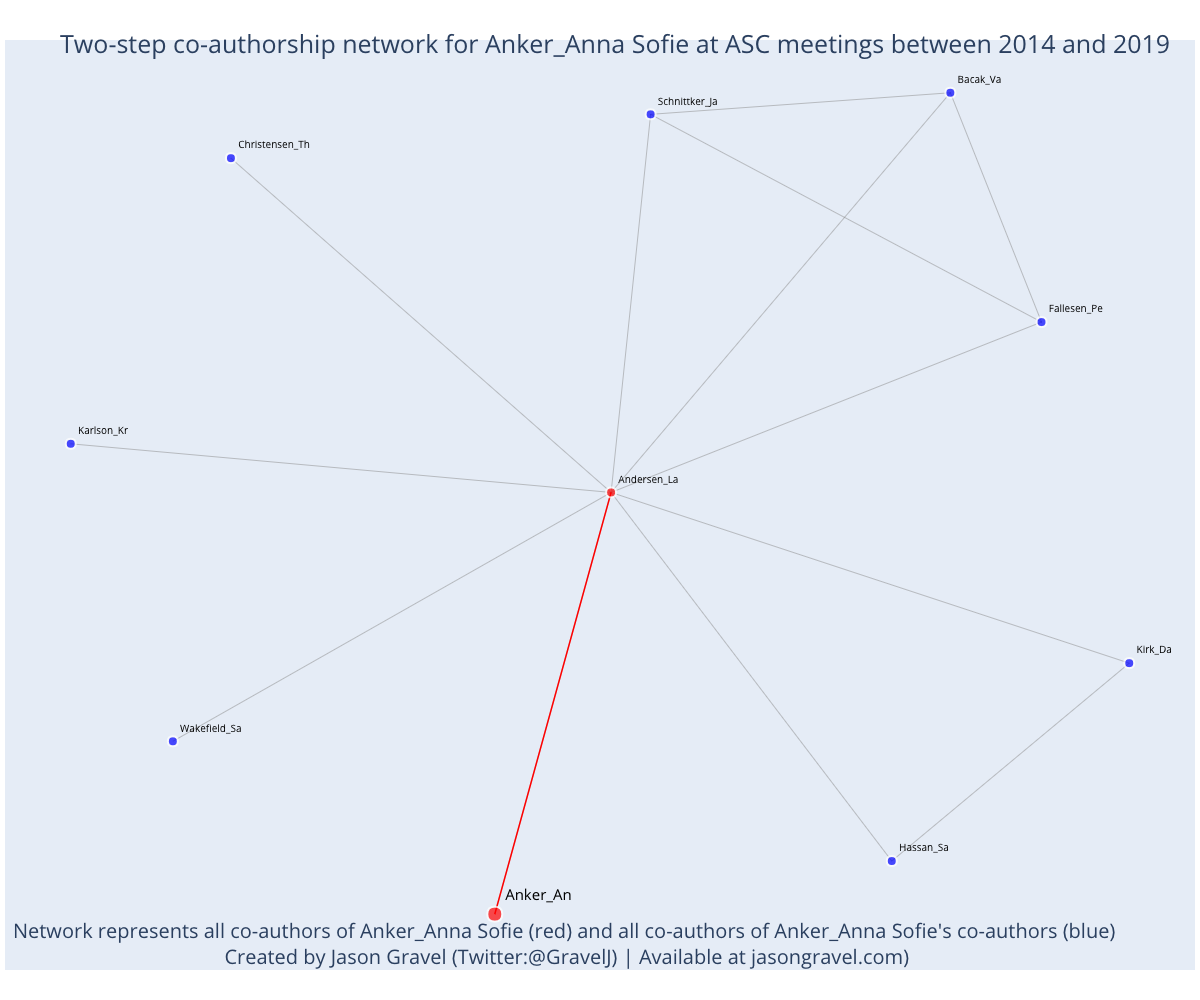 Two-step co-authorship network for Anker_Anna Sofie at ASC meetings between 2014 and 2019
Bacak_Va
Schnittker_Ja
Christensen_Th
Fallesen_Pe
Karlson_Kr
Andersen_La
Kirk_Da
Wakefield_Sa
Hassan_Sa
Anker_An
Network represents all co-authors of Anker_Anna Sofie (red) and all co-authors of Anker_Anna Sofie's co-authors (blue)
Created by Jason Gravel (Twitter:@GravelJ) | Available at jasongravel.com)